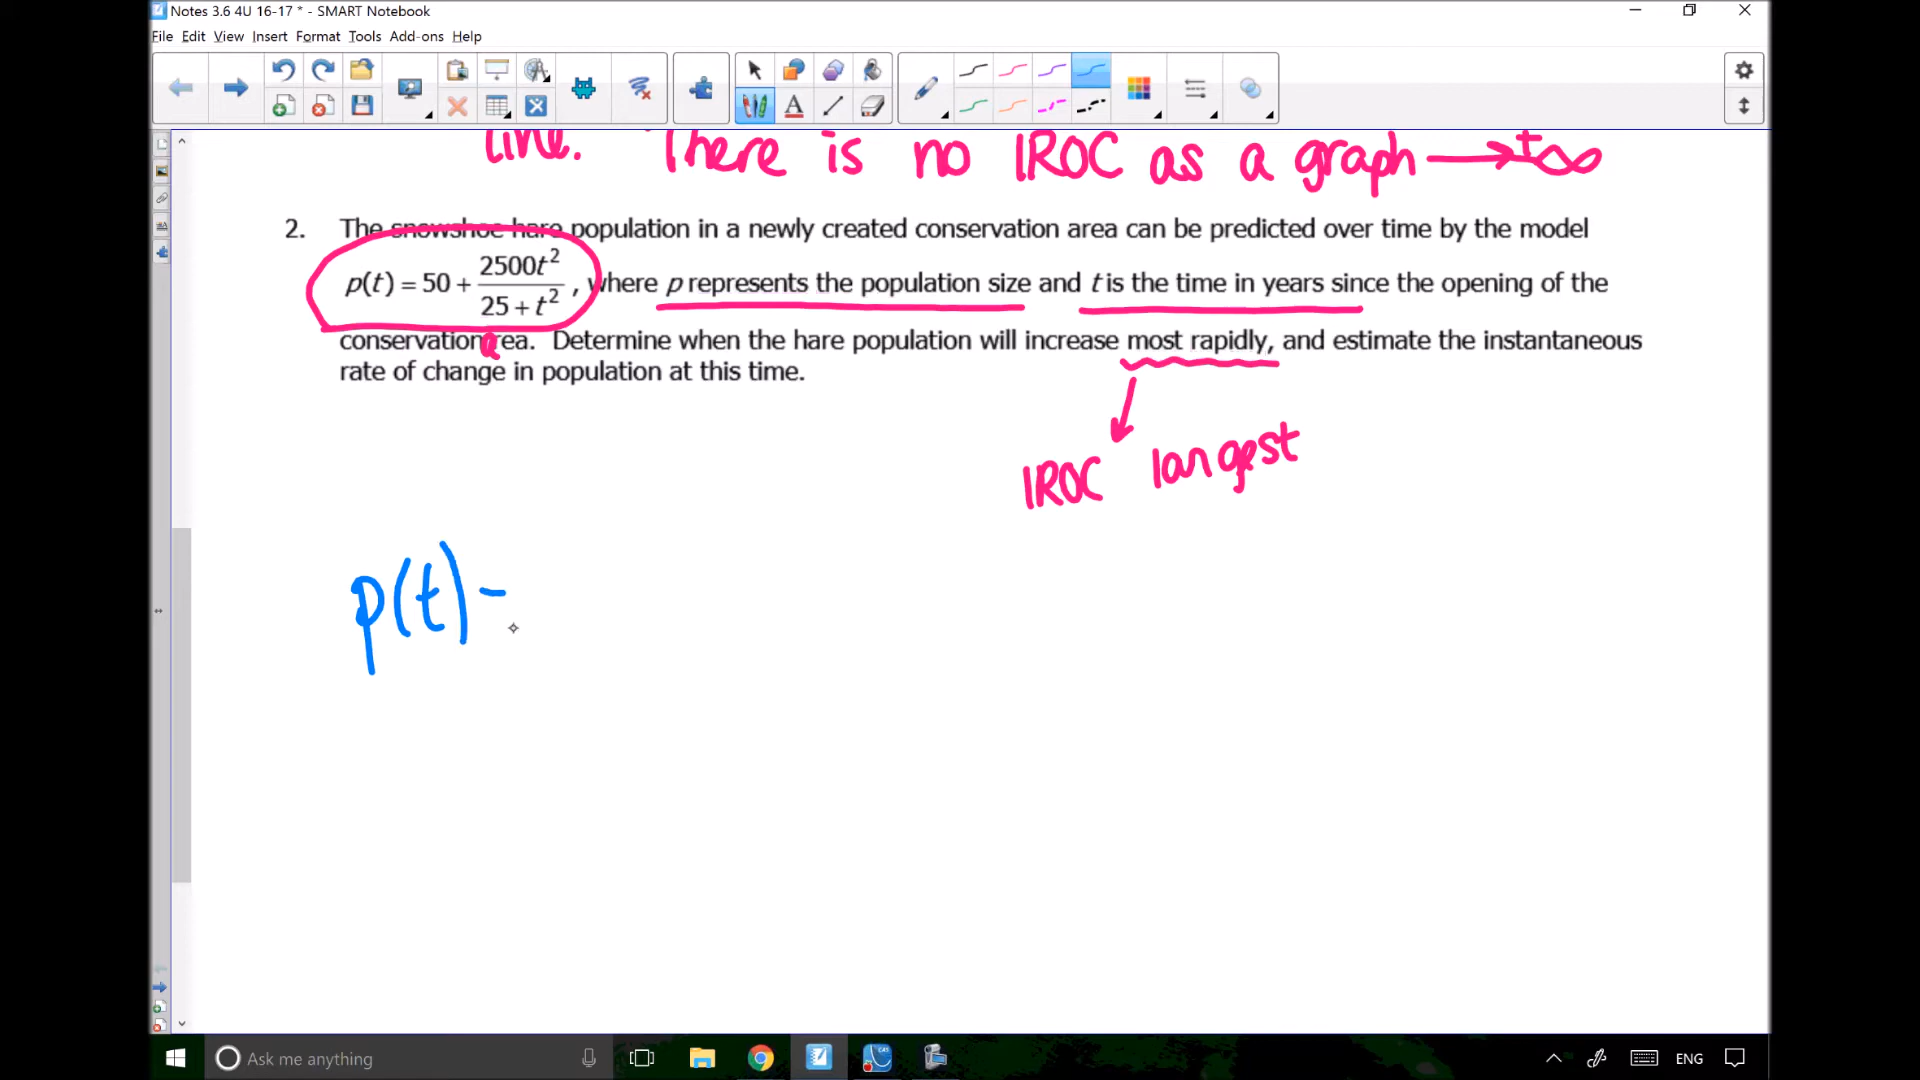 Notes 3.6 4U 16-17 * - SMART Notebook
File Edit View Insert Format Tools Add-ons Help
line. There is no IROC as a graph → +∞
2. The snowshoe hare population in a newly created conservation area can be predicted over time by the model
p(t) = 50 + 2500t² / 25 + t² , where p represents the population size and t is the time in years since the opening of the
conservation area. Determine when the hare population will increase most rapidly, and estimate the instantaneous
rate of change in population at this time.
IROC largest
p(t) -
Ask me anything
ENG